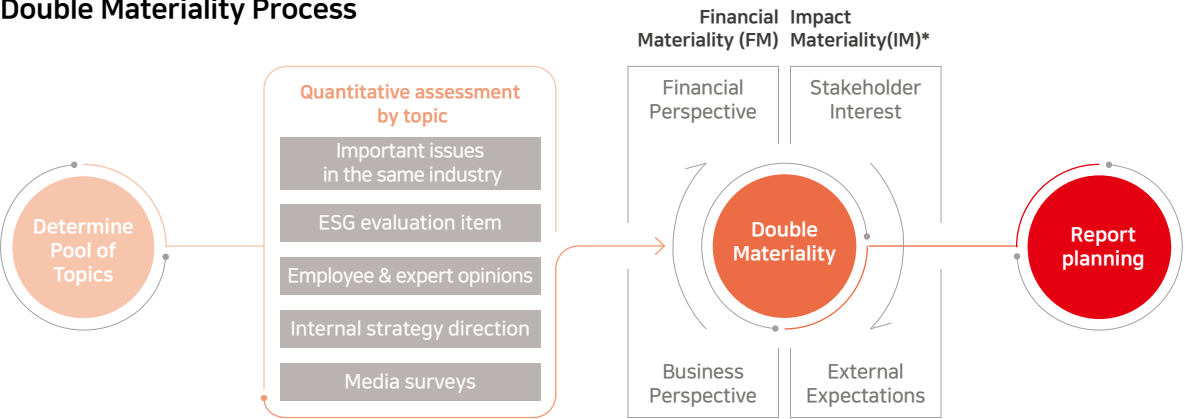 Double Materiality Process
Determine
Pool of
Topics
Quantitative assessment
by topic
Important issues
in the same industry
ESG evaluation item
Employee & expert opinions
Internal strategy direction
Media surveys
Financial
Materiality (FM)
Impact
Materiality(IM)*
Financial
Perspective
Stakeholder
Interest
Double
Materiality
Business
Perspective
External
Expectations
Report
planning